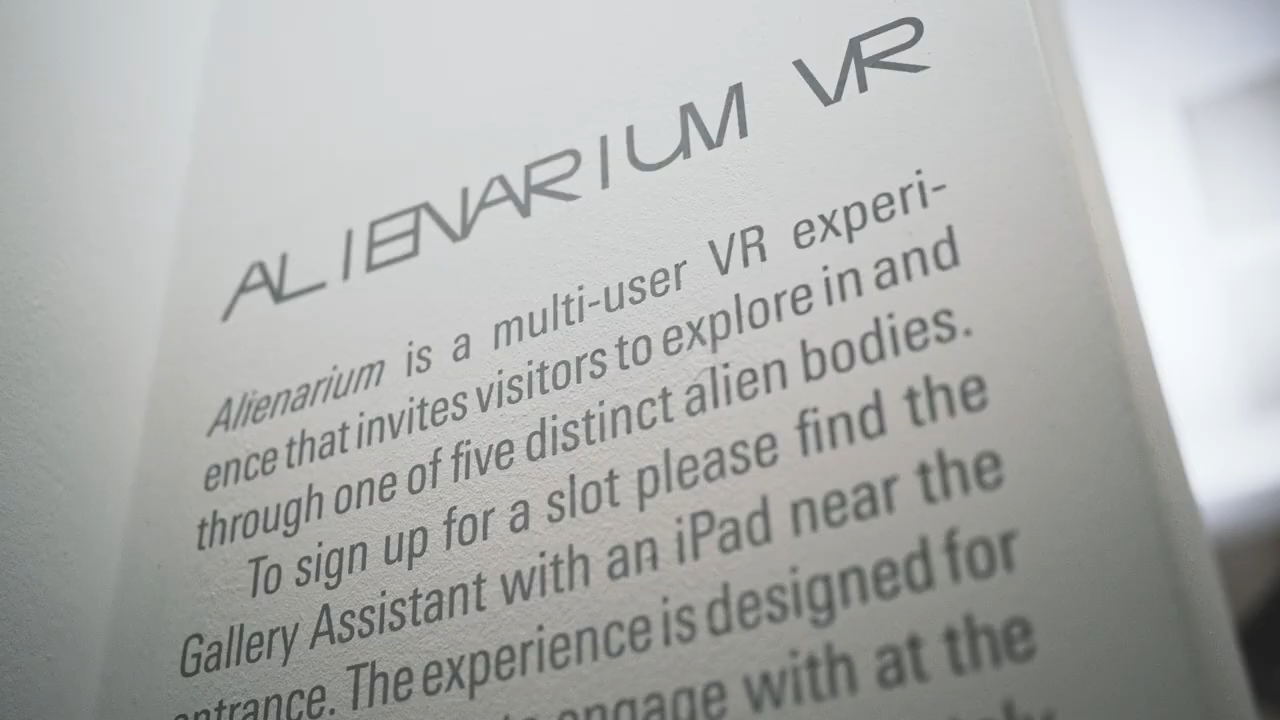 ALIENARIUM VR
Alienarium is a multi-user VR experi-
ence that invites visitors to explore in and
through one of five distinct alien bodies.
To sign up for a slot please find the
Gallery Assistant with an iPad near the
entrance. The experience is designed for
engage with at the